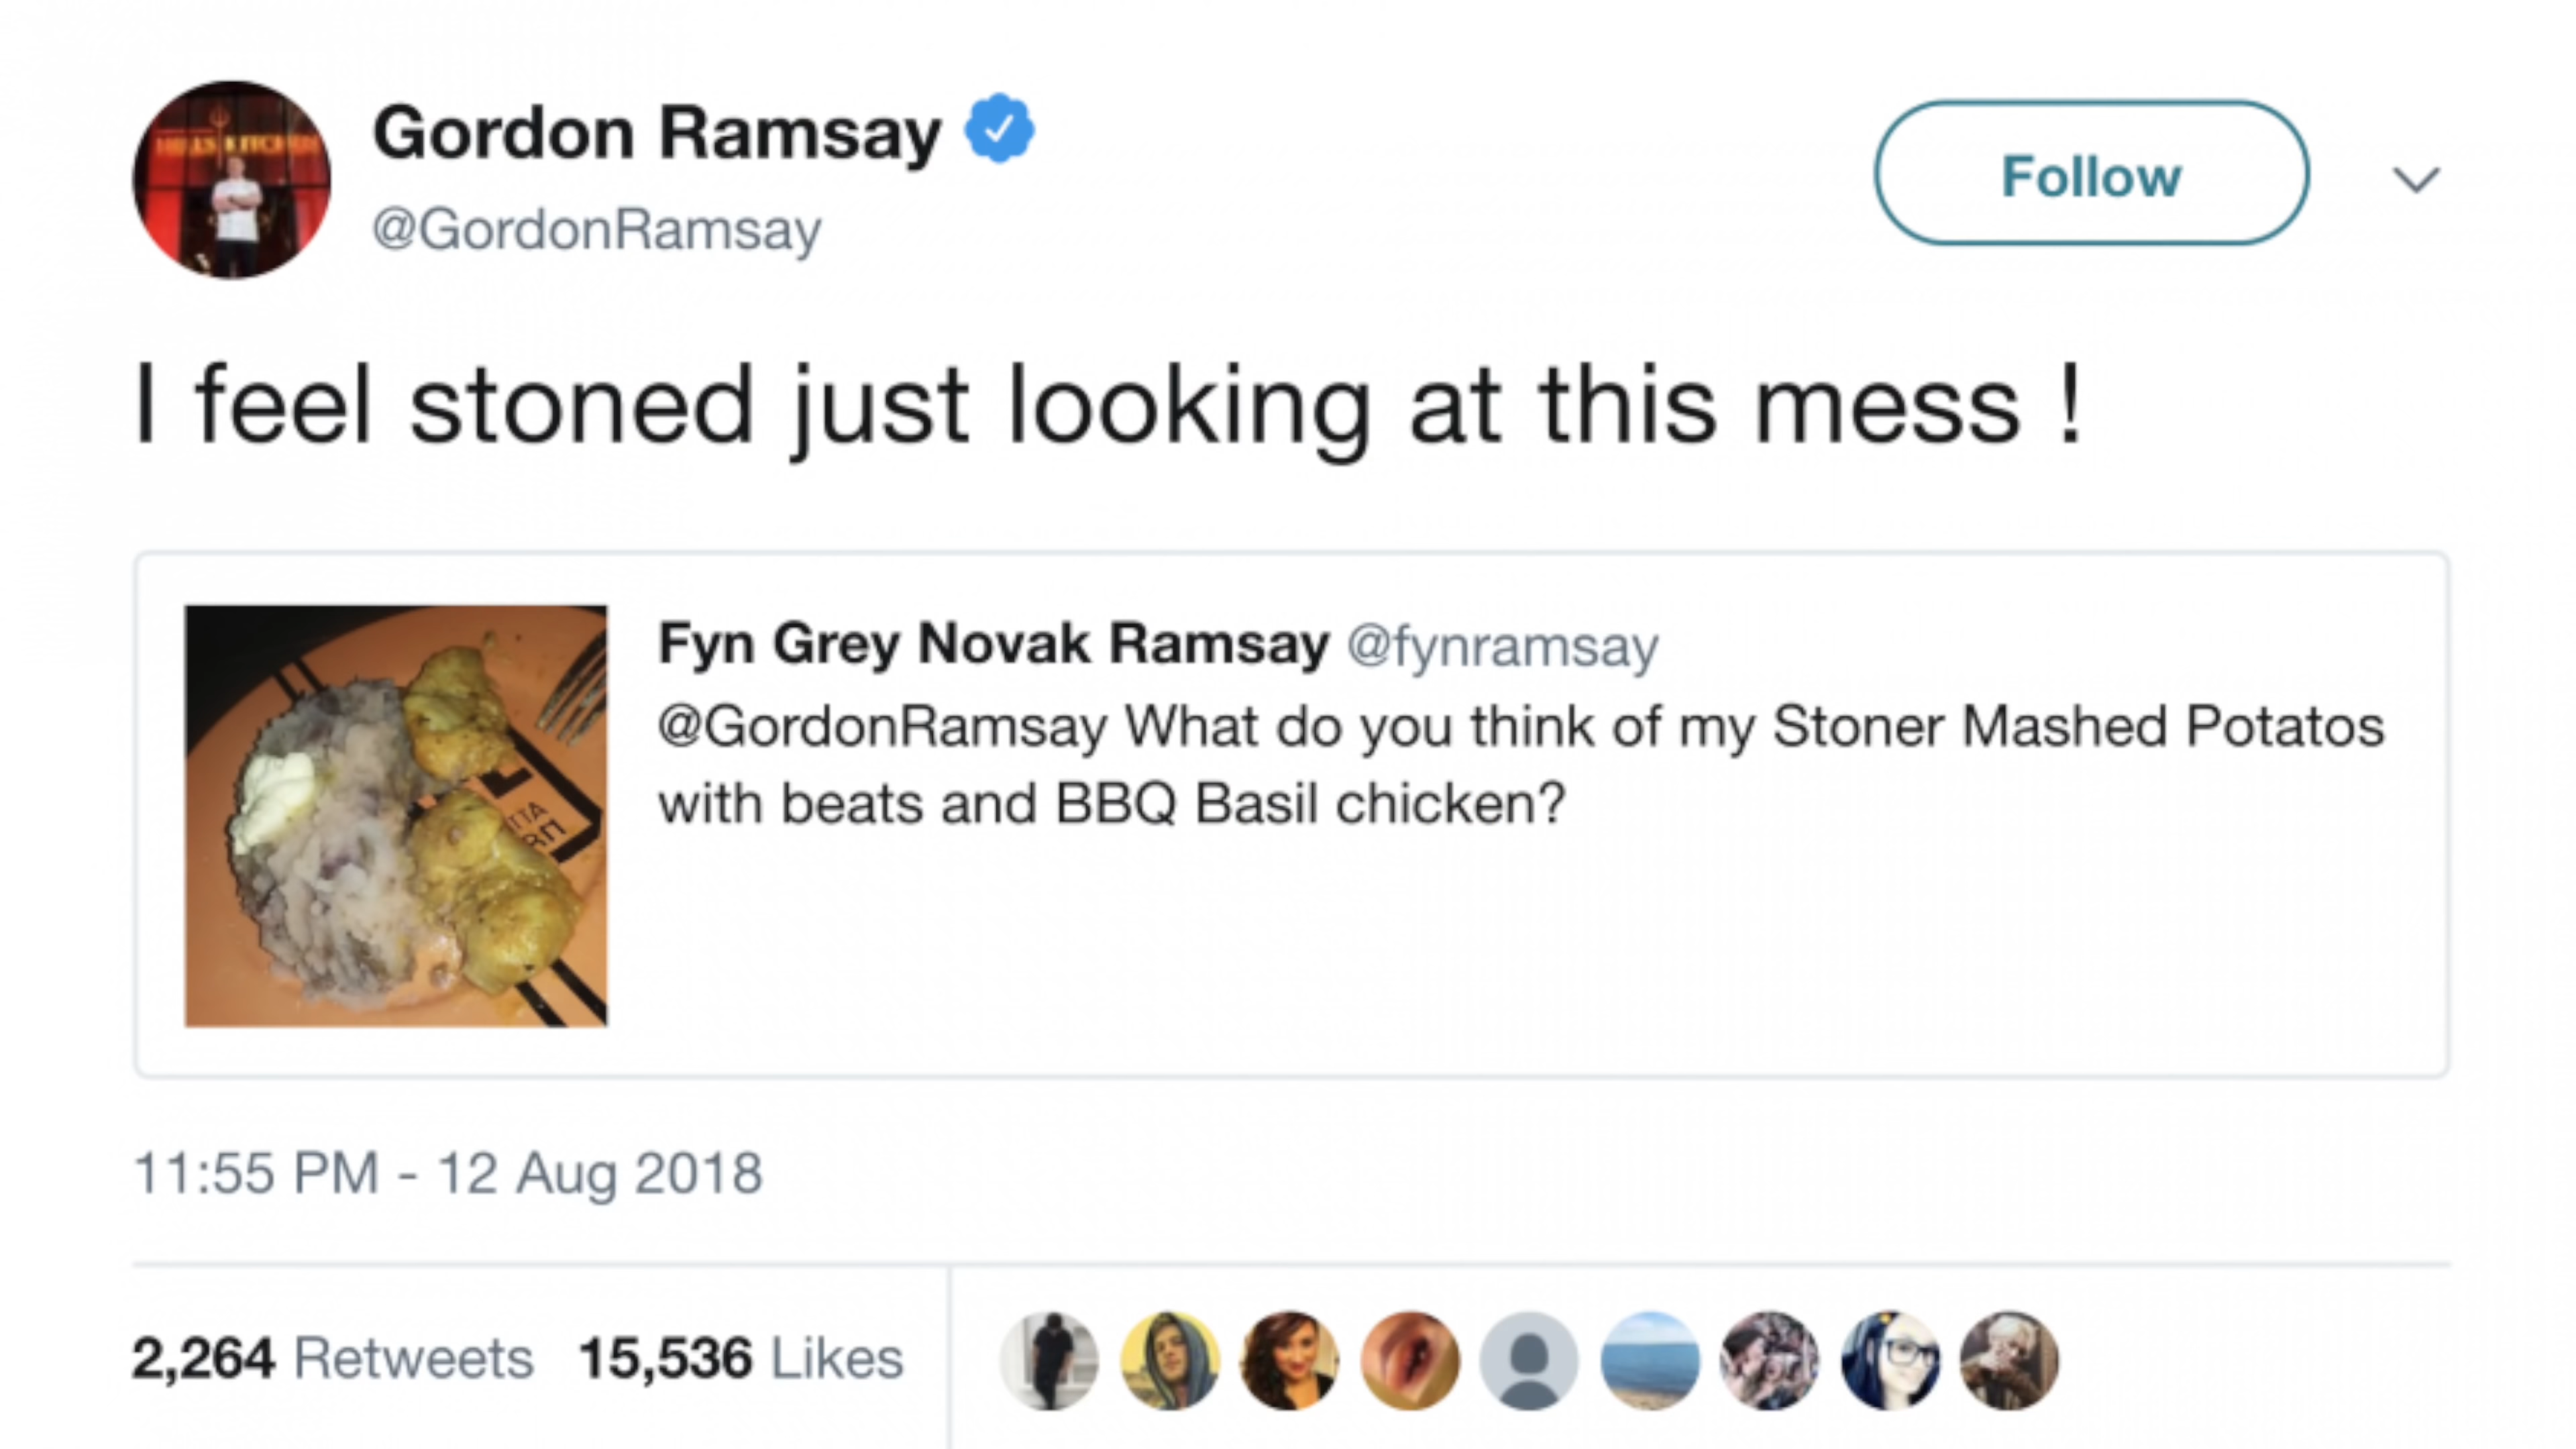 Gordon Ramsay
@GordonRamsay
Follow
I feel stoned just looking at this mess !
Fyn Grey Novak Ramsay @fynramsay
@GordonRamsay What do you think of my Stoner Mashed Potatos
with beats and BBQ Basil chicken?
11:55 PM - 12 Aug 2018
2,264 Retweets 15,536 Likes